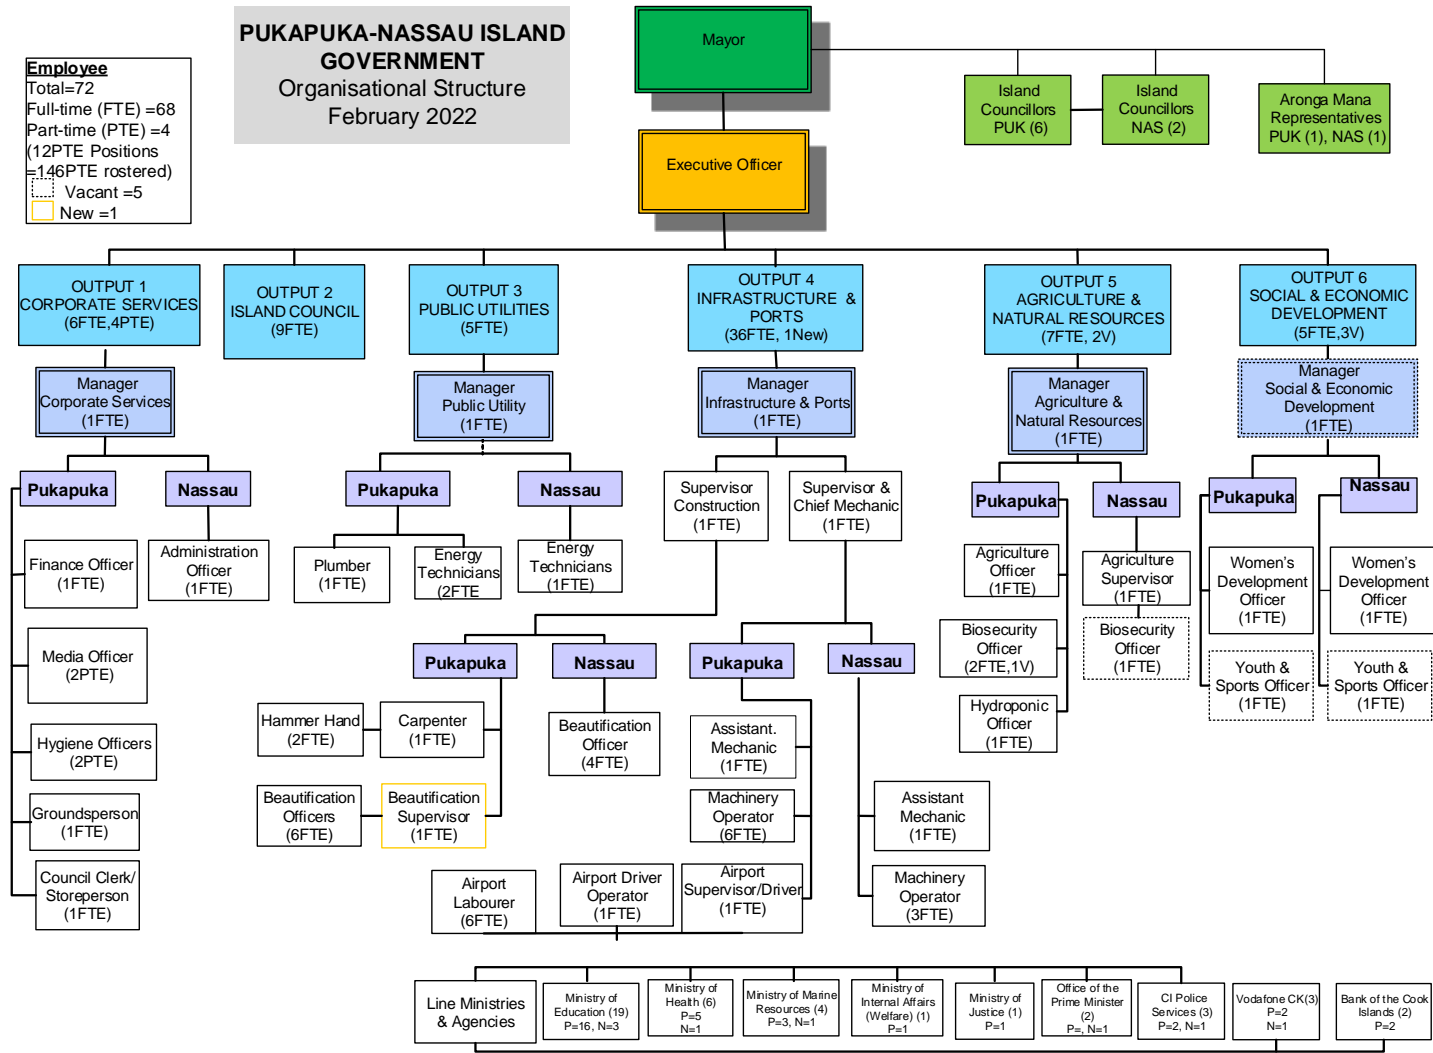 PUKAPUKA-NASSAU ISLAND
GOVERNMENT
Organisational Structure
February 2022
Employee
Total=72
Full-time (FTE) =68
Part-time (PTE) =4
(12PTE Positions
=146PTE rostered)
Vacant =5
New =1
Mayor
Executive Officer
Island
Councillors
PUK (6)
Island
Councillors
NAS (2)
Aronga Mana
Representatives
PUK (1), NAS (1)
OUTPUT 1
CORPORATE SERVICES
(6FTE,4PTE)
OUTPUT 2
ISLAND COUNCIL
(9FTE)
OUTPUT 3
PUBLIC UTILITIES
(5FTE)
OUTPUT 4
INFRASTRUCTURE &
PORTS
(36FTE, 1New)
OUTPUT 5
AGRICULTURE &
NATURAL RESOURCES
(7FTE, 2V)
OUTPUT 6
SOCIAL & ECONOMIC
DEVELOPMENT
(5FTE,3V)
Manager
Corporate Services
(1FTE)
Manager
Public Utility
(1FTE)
Manager
Infrastructure & Ports
(1FTE)
Manager
Agriculture &
Natural Resources
(1FTE)
Manager
Social & Economic
Development
(1FTE)
Pukapuka
Nassau
Finance Officer
(1FTE)
Administration
Officer
(1FTE)
Media Officer
(2PTE)
Hygiene Officers
(2PTE)
Groundsperson
(1FTE)
Council Clerk/
Storeperson
(1FTE)
Pukapuka
Nassau
Plumber
(1FTE)
Energy
Technicians
(2FTE
Energy
Technicians
(1FTE)
Supervisor
Construction
(1FTE)
Supervisor &
Chief Mechanic
(1FTE)
Pukapuka
Nassau
Hammer Hand
(2FTE)
Carpenter
(1FTE)
Beautification
Officer
(4FTE)
Beautification
Officers
(6FTE)
Beautification
Supervisor
(1FTE)
Pukapuka
Nassau
Assistant.
Mechanic
(1FTE)
Machinery
Operator
(6FTE)
Assistant
Mechanic
(1FTE)
Machinery
Operator
(3FTE)
Airport
Labourer
(6FTE)
Airport Driver
Operator
(1FTE)
Airport
Supervisor/Driver
(1FTE)
Pukapuka
Nassau
Agriculture
Officer
(1FTE)
Agriculture
Supervisor
(1FTE)
Biosecurity
Officer
(2FTE,1V)
Biosecurity
Officer
(1FTE)
Hydroponic
Officer
(1FTE)
Pukapuka
Nassau
Women's
Development
Officer
(1FTE)
Women's
Development
Officer
(1FTE)
Youth &
Sports Officer
(1FTE)
Youth &
Sports Officer
(1FTE)
Line Ministries
& Agencies
Ministry of
Education (19)
P=16, N=3
Ministry of
Health (6)
P=5
N=1
Ministry of Marine
Resources (4)
P=3, N=1
Ministry of
Internal Affairs
(Welfare) (1)
P=1
Ministry of
Justice (1)
P=1
Office of the
Prime Minister
(2)
P=, N=1
CI Police
Services (3)
P=2, N=1
Vodafone CK(3)
P=2
N=1
Bank of the Cook
Islands (2)
P=2